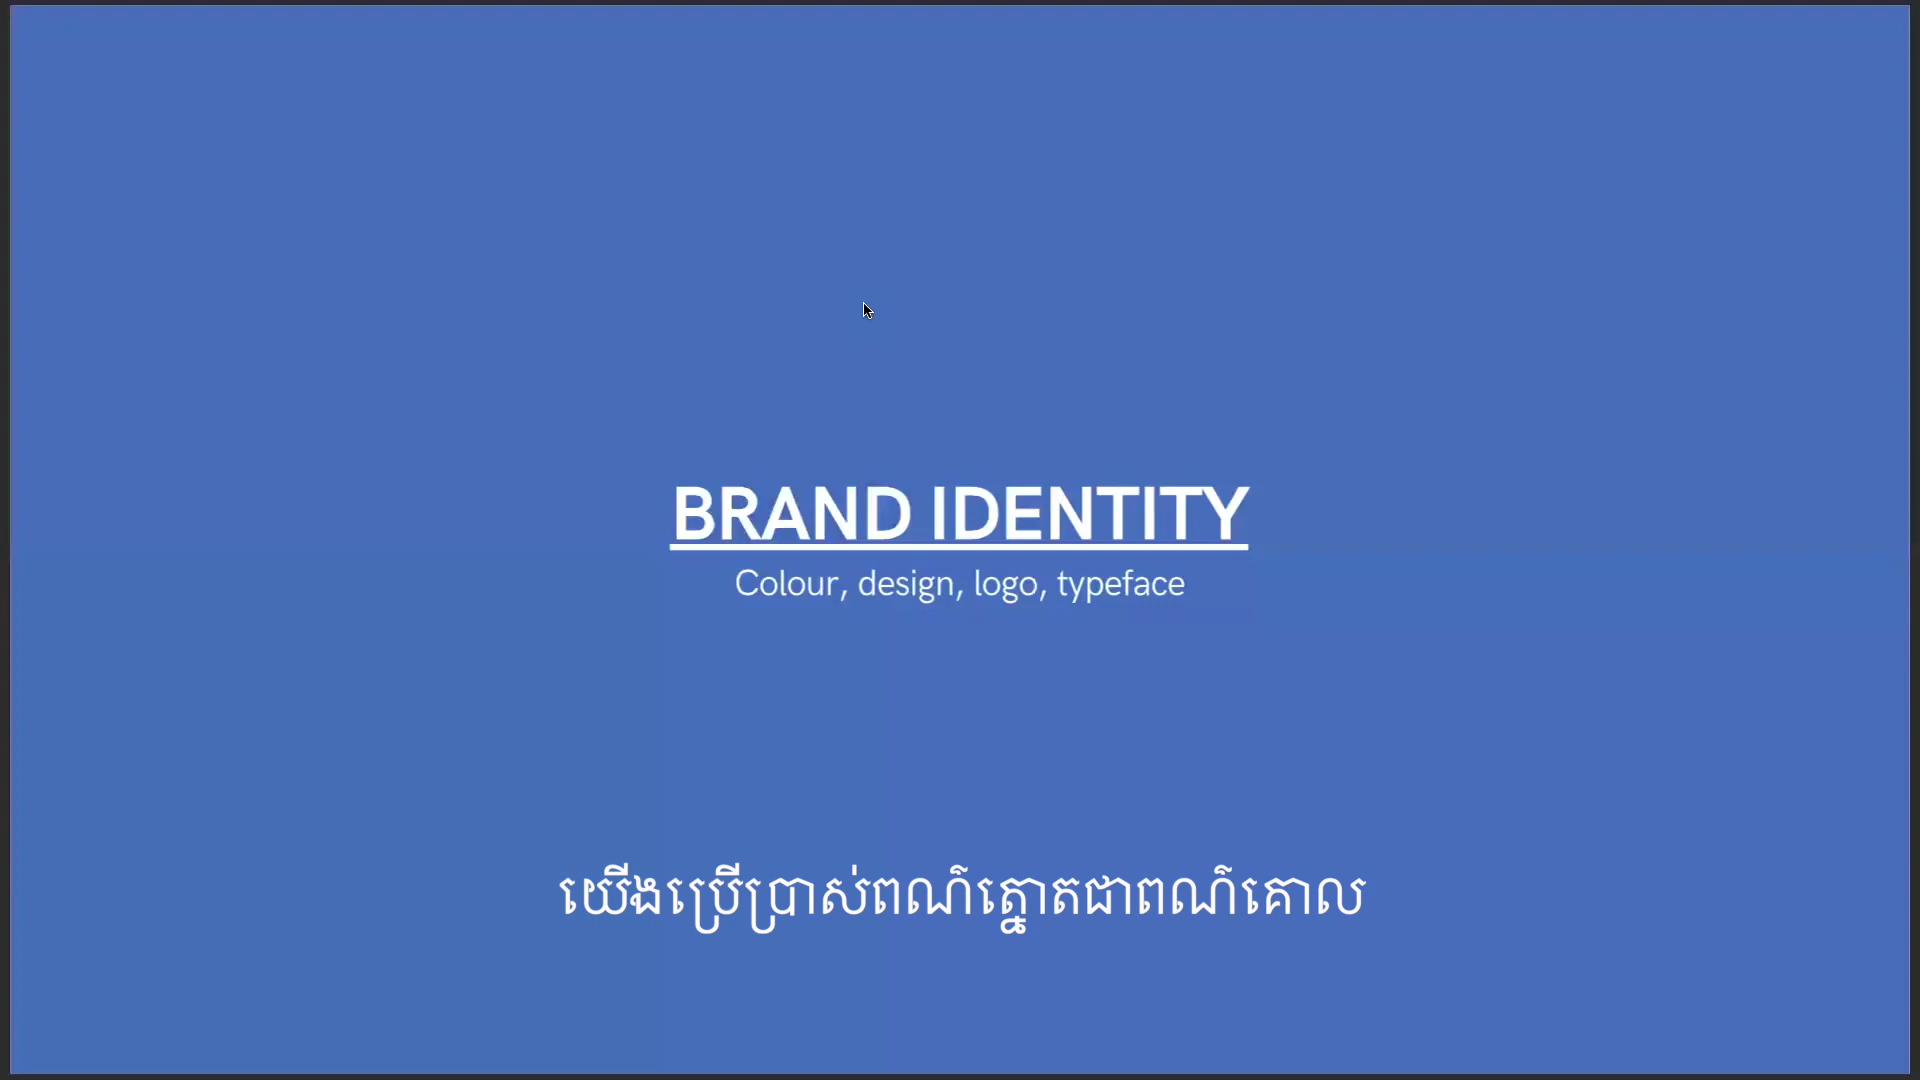 BRAND IDENTITY
Colour, design, logo, typeface
យើងប្រើប្រាស់ពណ៌ត្នោតជាពណ៌គោល